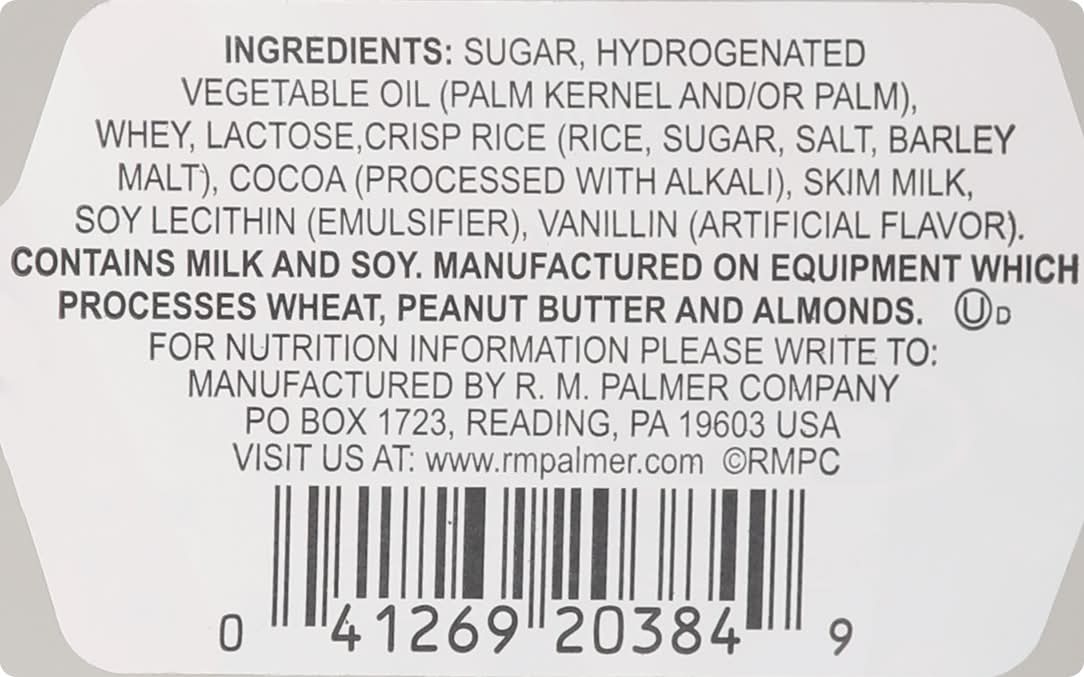 INGREDIENTS: SUGAR, HYDROGENATED
VEGETABLE OIL (PALM KERNEL AND/OR PALM),
WHEY, LACTOSE,CRISP RICE (RICE, SUGAR, SALT, BARLEY
MALT), COCOA (PROCESSED WITH ALKALI), SKIM MILK,
SOY LECITHIN (EMULSIFIER), VANILLIN (ARTIFICIAL FLAVOR).
CONTAINS MILK AND SOY. MANUFACTURED ON EQUIPMENT WHICH
PROCESSES WHEAT, PEANUT BUTTER AND ALMONDS. Ⓤ D
FOR NUTRITION INFORMATION PLEASE WRITE TO:
MANUFACTURED BY R. M. PALMER COMPANY
PO BOX 1723, READING, PA 19603 USA
VISIT US AT: www.rmpalmer.com ©RMPC
0 41269 20384 9